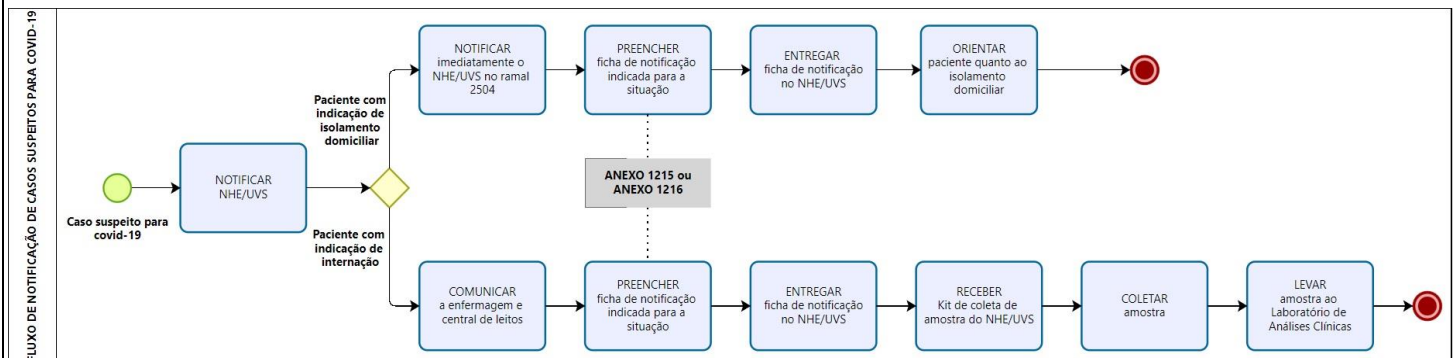 FLUXO DE NOTIFICAÇÃO DE CASOS SUSPEITOS PARA COVID-19
Caso suspeito para
covid-19
NOTIFICAR
NHE/UVS
Paciente com
indicação de
isolamento
domiciliar
NOTIFICAR
imediatamente o
NHE/UVS no ramal
2504
PREENCHER
ficha de notificação
indicada para a
situação
ENTREGAR
ficha de notificação
no NHE/UVS
ORIENTAR
paciente quanto ao
isolamento
domiciliar
ANEXO 1215 ou
ANEXO 1216
Paciente com
indicação de
internação
COMUNICAR
a enfermagem e
central de leitos
PREENCHER
ficha de notificação
indicada para a
situação
ENTREGAR
ficha de notificação
no NHE/UVS
RECEBER
Kit de coleta de
amostra do NHE/UVS
COLETAR
amostra
LEVAR
amostra ao
Laboratório de
Análises Clínicas